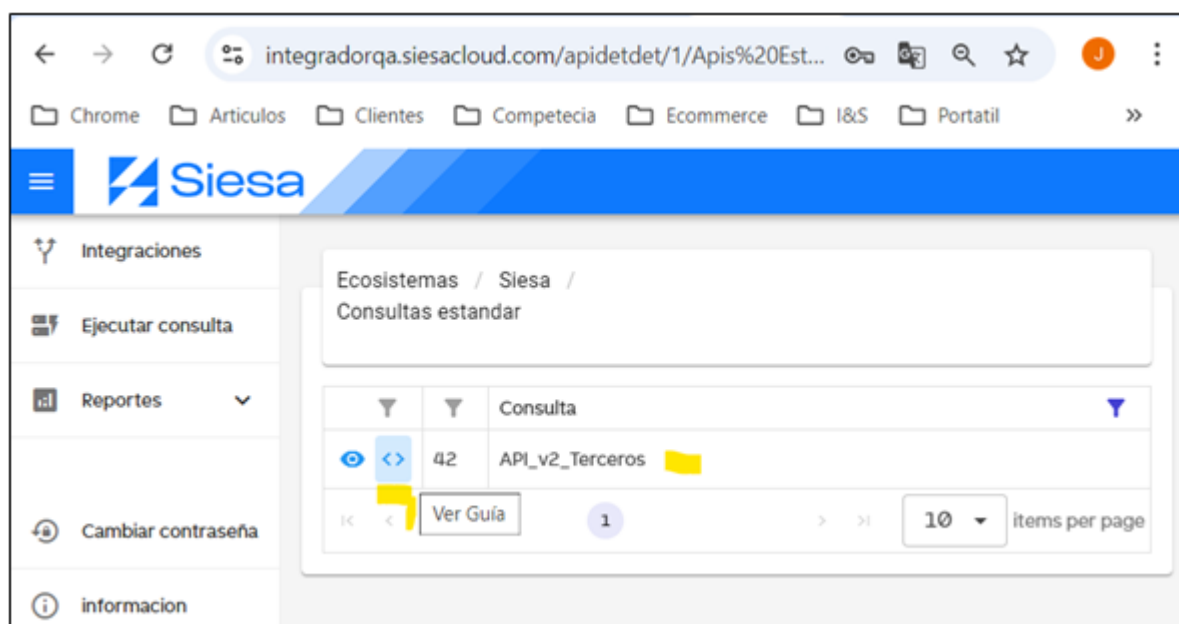 integradorqa.siesacloud.com/apidetdet/1/Apis%20Est...
J
Chrome Articulos Clientes Competecia Ecommerce I&S Portatil »
Siesa
Integraciones
Ejecutar consulta
Reportes
Cambiar contraseña
informacion
Ecosistemas / Siesa /
Consultas estandar
Consulta
42 API_v2_Terceros
Ver Guía
1
10 items per page